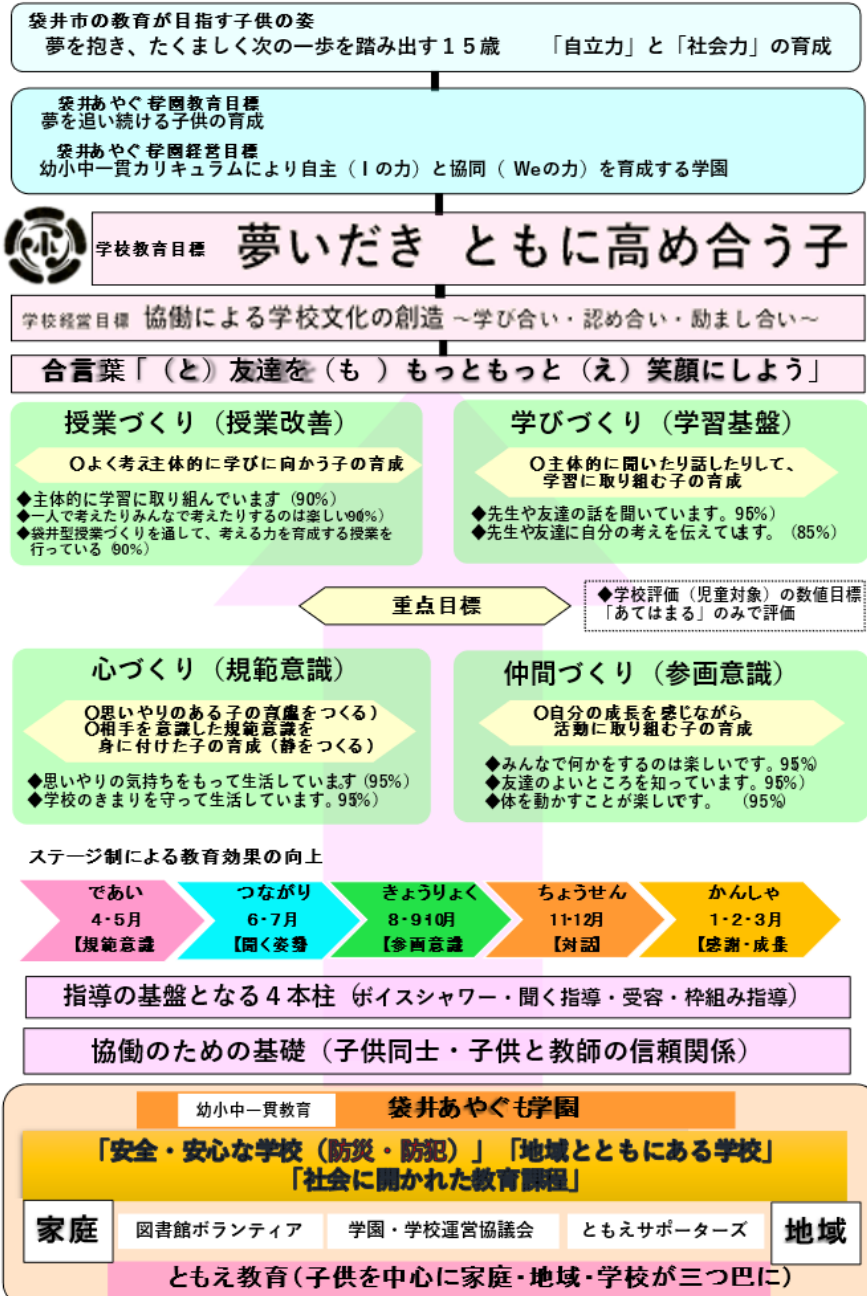 袋井市の教育が目指す子供の姿
夢を抱き、たくましく次の一歩を踏み出す15歳 「自立力」と「社会力」の育成
袋井あやぐも学園教育目標
夢を追い続ける子供の育成
袋井あやぐも学園経営目標
幼小中一貫カリキュラムにより自主(Iの力)と協同(Weの力)を育成する学園
小
学校教育目標 夢いだき ともに高め合う子
学校経営目標 協働による学校文化の創造 ～学び合い・認め合い・励まし合い～
合言葉「(と)友達を(も)もっともっと(え)笑顔にしよう」
授業づくり(授業改善)
○よく考え主体的に学びに向かう子の育成
◆主体的に学習に取り組んでいます(90%)
◆一人で考えたりみんなで考えたりするのは楽しい90%)
◆袋井型授業づくりを通して、考える力を育成する授業を
行っている(90%)
学びづくり(学習基盤)
○主体的に聞いたり話したりして、
学習に取り組む子の育成
◆先生や友達の話を聞いています。95%)
◆先生や友達に自分の考えを伝えています。(85%)
重点目標
◆学校評価(児童対象)の数値目標
「あてはまる」のみで評価
心づくり(規範意識)
○思いやりのある子の育成をつくる)
○相手を意識した規範意識を
身に付けた子の育成(静をつくる)
◆思いやりの気持ちをもって生活しています(95%)
◆学校のきまりを守って生活しています。95%)
仲間づくり(参画意識)
○自分の成長を感じながら
活動に取り組む子の育成
◆みんなで何かをするのは楽しいです。95%)
◆友達のよいところを知っています。95%)
◆体を動かすことが楽しいです。 (95%)
ステージ制による教育効果の向上
であい
4・5月
【規範意識
つながり
6・7月
【聞く姿勢
きょうりょく
8・9・10月
【参画意識
ちょうせん
11・12月
【対話】
かんしゃ
1・2・3月
【感謝・成長
指導の基盤となる4本柱(ボイスシャワー・聞く指導・受容・枠組み指導)
協働のための基礎(子供同士・子供と教師の信頼関係)
幼小中一貫教育 袋井あやぐも学園
「安全・安心な学校(防災・防犯)」「地域とともにある学校」
「社会に開かれた教育課程」
家庭 図書館ボランティア 学園・学校運営協議会 ともえサポーターズ 地域
ともえ教育(子供を中心に家庭・地域・学校が三つ巴に)